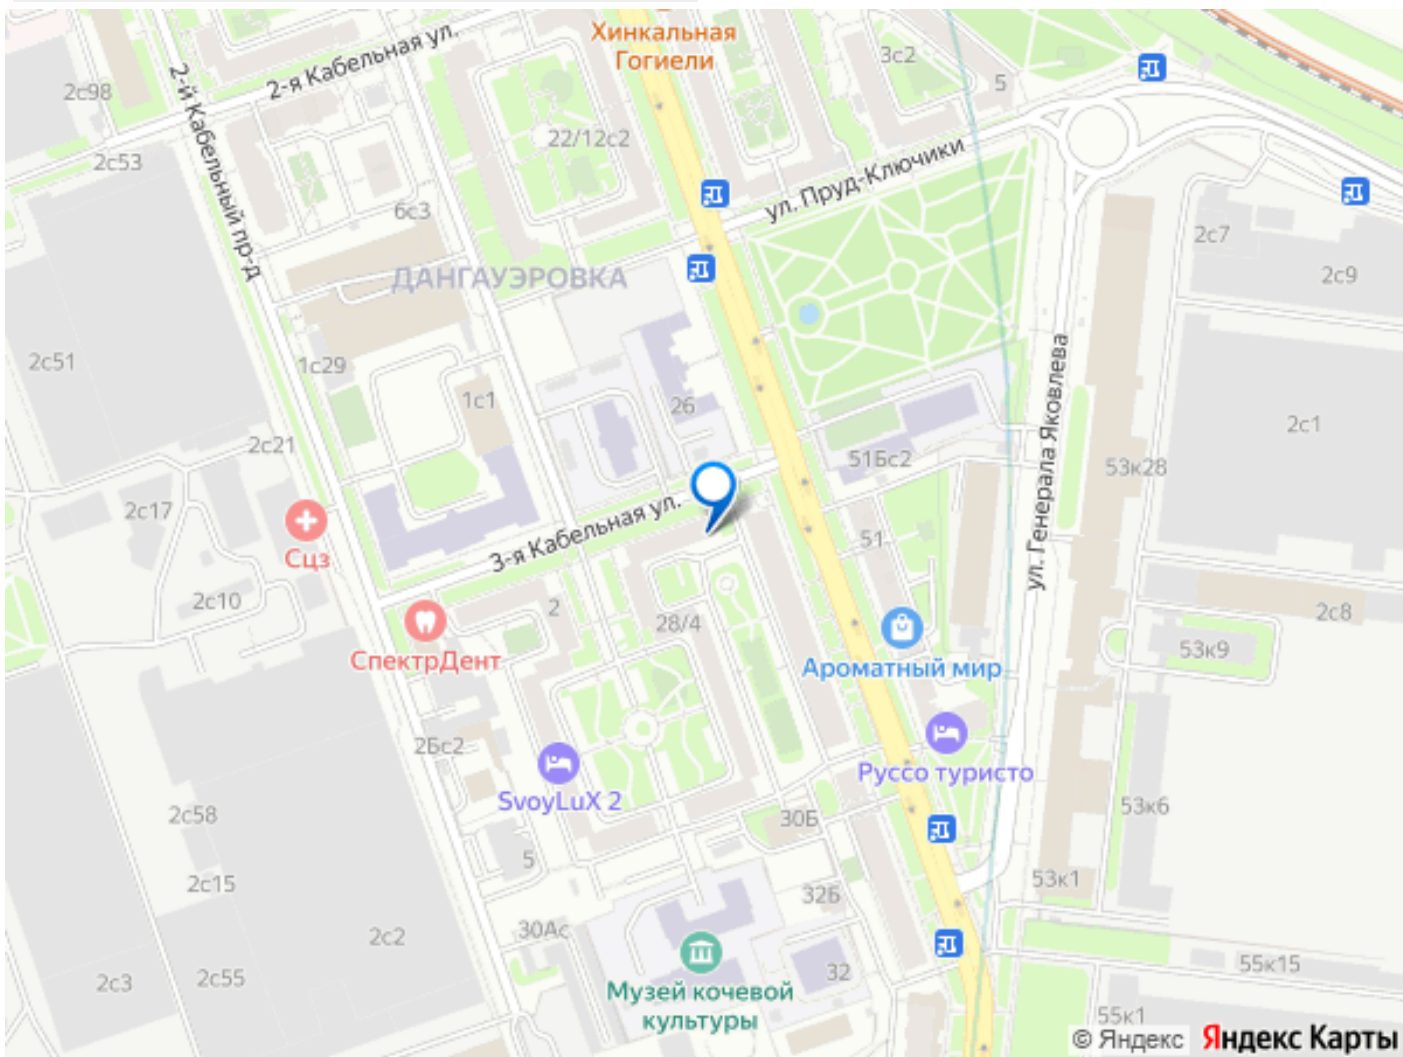 Хинкальная
Гогиели
3с2
5
2-я Кабельная ул.
2с98
2-й Кабельный пр-д
22/12с2
2с53
ул. Пруд-Ключики
6с3
2с7
ДАНГАУЭРОВКА
2с9
2с51
1с29
1с1
26
ул. Генерала Яковлева
2с1
2с21
51Бс2
53к28
2с17
3-я Кабельная ул.
51
Сцз
2с10
2
28/4
2с8
53к9
СпектрДент
Ароматный мир
2Бс2
Руссо туристо
SvoyLuX 2
2с58
30Б
53к6
5
2с15
53к1
32Б
30Ас
2с2
55к15
2с3
2с55
32
Музей кочевой
культуры
55к1
© Яндекс Яндекс Карты